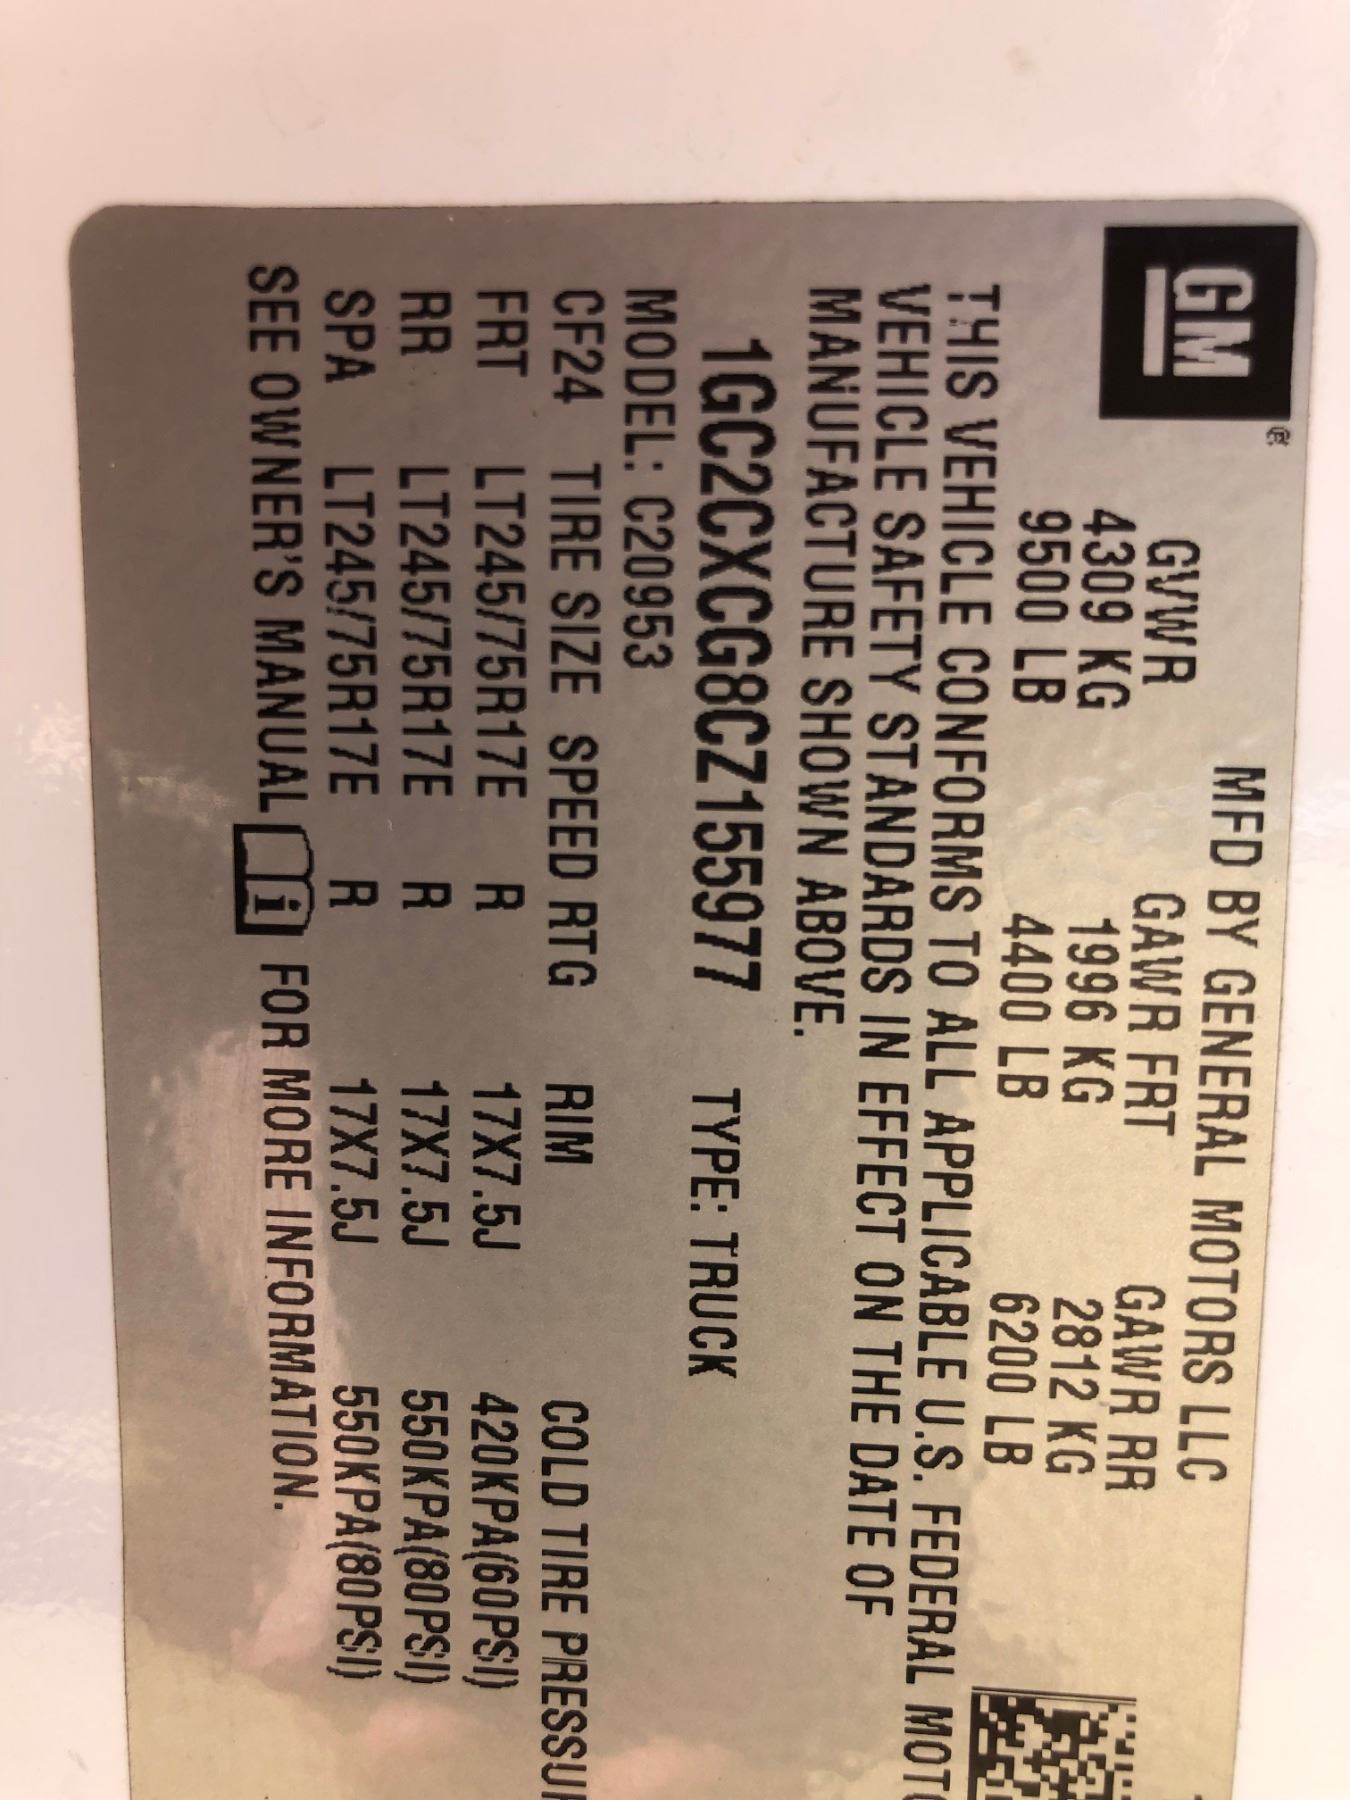 GM®
MFD BY GENERAL MOTORS LLC
GVWR GAWR FRT GAWR RR
4309 KG 1996 KG 2812 KG
9500 LB 4400 LB 6200 LB
THIS VEHICLE CONFORMS TO ALL APPLICABLE U.S. FEDERAL
VEHICLE SAFETY STANDARDS IN EFFECT ON THE DATE OF
MANUFACTURE SHOWN ABOVE.
1GC2CXCG8CZ155977 TYPE: TRUCK
MODEL: C20953
CF24 TIRE SIZE SPEED RTG RIM COLD TIRE
FRT LT245/75R17E R 17X7.5J 420KPA(60PSI)
RR LT245/75R17E R 17X7.5J 550KPA(80PSI)
SPA LT245/75R17E R 17X7.5J 550KPA(80PSI)
SEE OWNER'S MANUAL i FOR MORE INFORMATION.